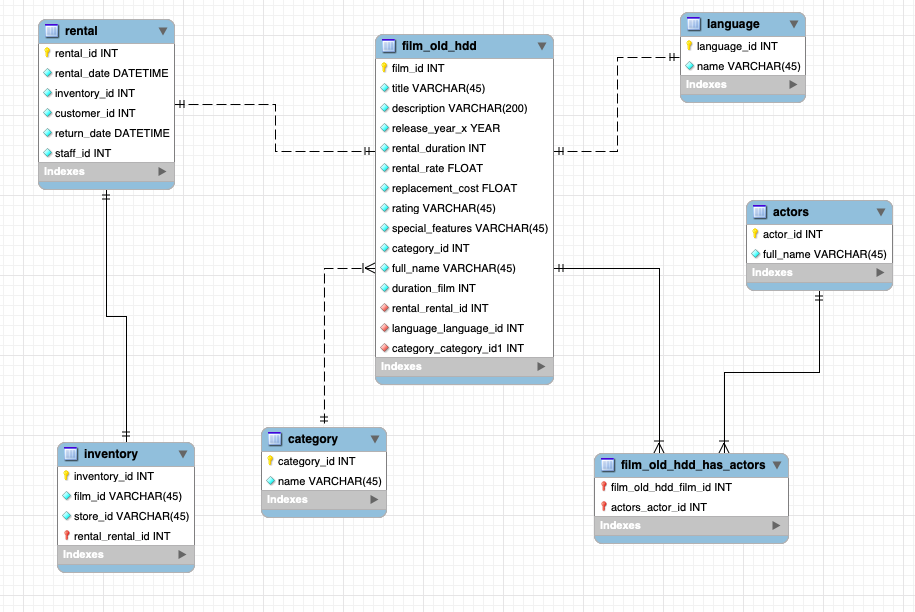 rental
rental_id INT
rental_date DATETIME
inventory_id INT
customer_id INT
return_date DATETIME
staff_id INT
Indexes
film_old_hdd
film_id INT
title VARCHAR(45)
description VARCHAR(200)
release_year_x YEAR
rental_duration INT
rental_rate FLOAT
replacement_cost FLOAT
rating VARCHAR(45)
special_features VARCHAR(45)
category_id INT
full_name VARCHAR(45)
duration_film INT
rental_rental_id INT
language_language_id INT
category_category_id1 INT
Indexes
language
language_id INT
name VARCHAR(45)
Indexes
actors
actor_id INT
full_name VARCHAR(45)
Indexes
inventory
inventory_id INT
film_id VARCHAR(45)
store_id VARCHAR(45)
rental_rental_id INT
Indexes
category
category_id INT
name VARCHAR(45)
Indexes
film_old_hdd_has_actors
film_old_hdd_film_id INT
actors_actor_id INT
Indexes